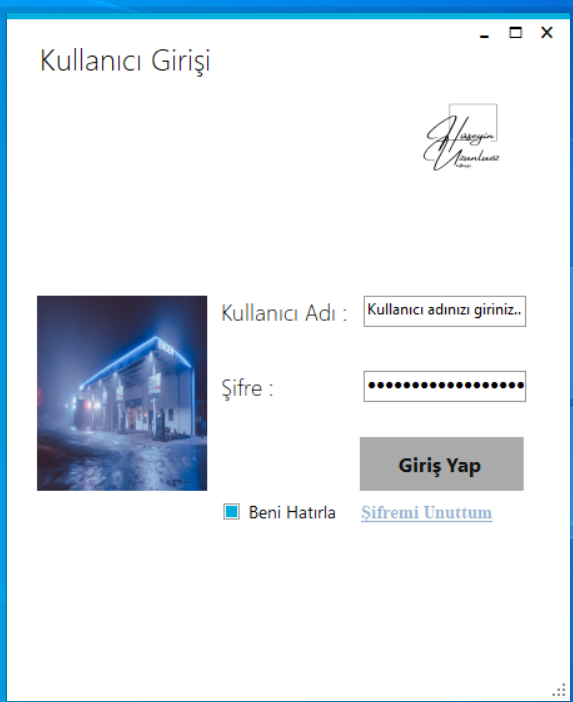 Kullanıcı Girişi
Hüseyin
Uzunluoz
Kullanıcı Adı :
Kullanıcı adınızı giriniz..
Şifre :
••••••••••••••••••
Giriş Yap
Beni Hatırla
Şifremi Unuttum